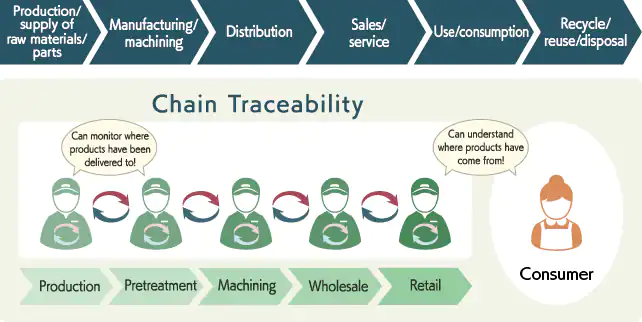 Production/
supply of
raw materials/
parts
Manufacturing/
machining
Distribution
Sales/
service
Use/consumption
Recycle/
reuse/disposal
Chain Traceability
Can monitor where
products have been
delivered to!
Can understand
where products have
come from!
Consumer
Production
Pretreatment
Machining
Wholesale
Retail